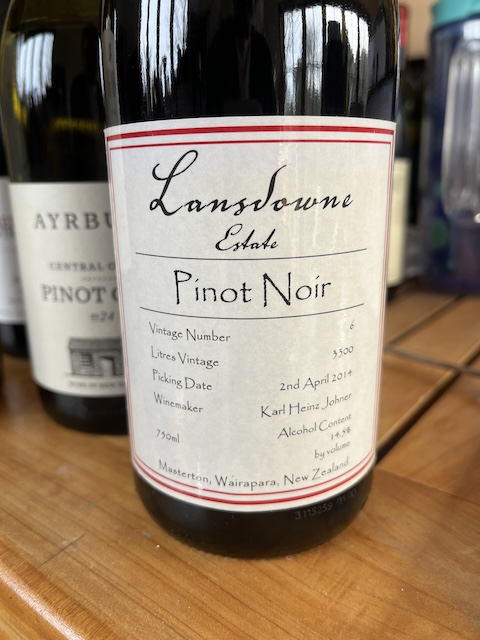 Lansdowne
Estate
Pinot Noir
Vintage Number 6
Litres Vintage 3300
Picking Date 2nd April 2014
Winemaker Karl Heinz Johner
750ml Alcohol Content
14.5%
by volume
Masterton, Wairapara, New Zealand
AYRBU
CENTRAL
PINOT